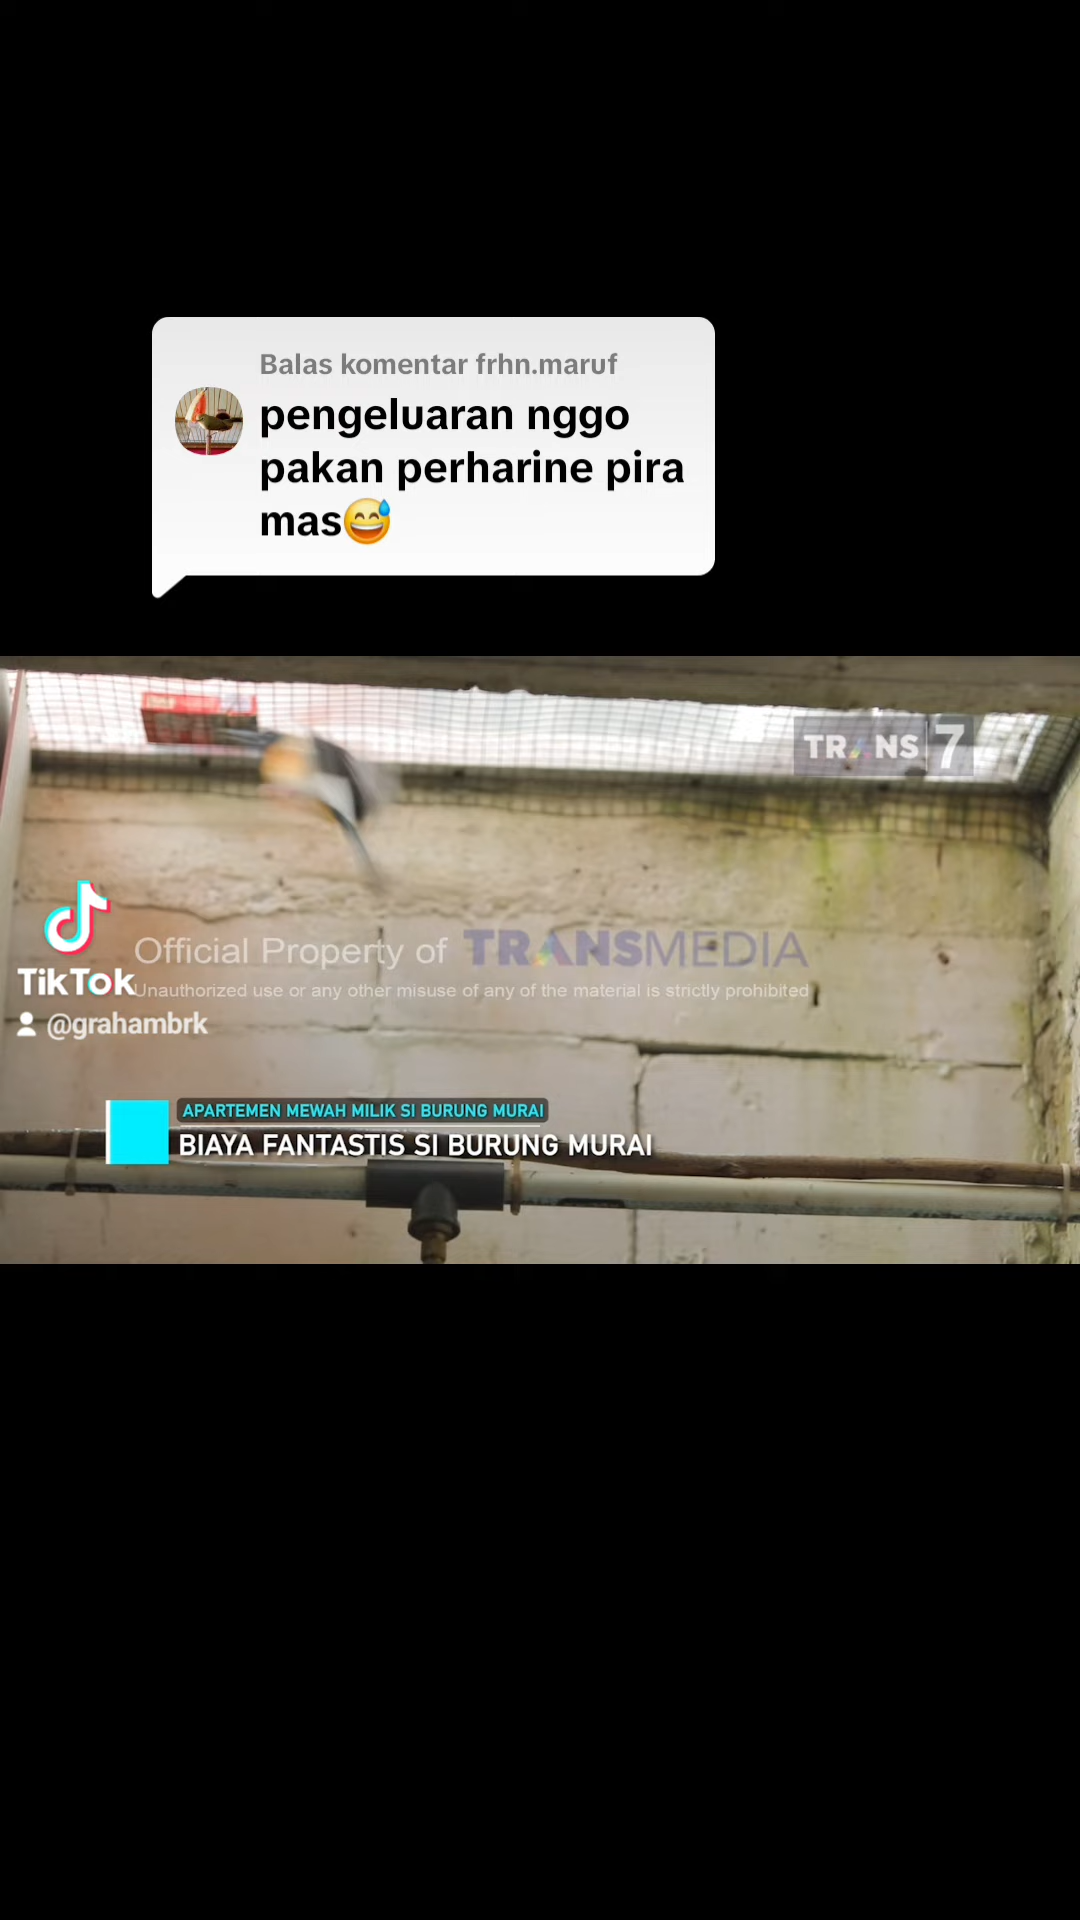 Balas komentar frhn.maruf
pengeluaran nggo
pakan perharine pira
mas😅
TRANS 7
Official Property of TRANSMEDIA
Unauthorized use or any other misuse of any of the material is strictly prohibited
TikTok
@grahambrk
APARTEMEN MEWAH MILIK SI BURUNG MURAI
BIAYA FANTASTIS SI BURUNG MURAI